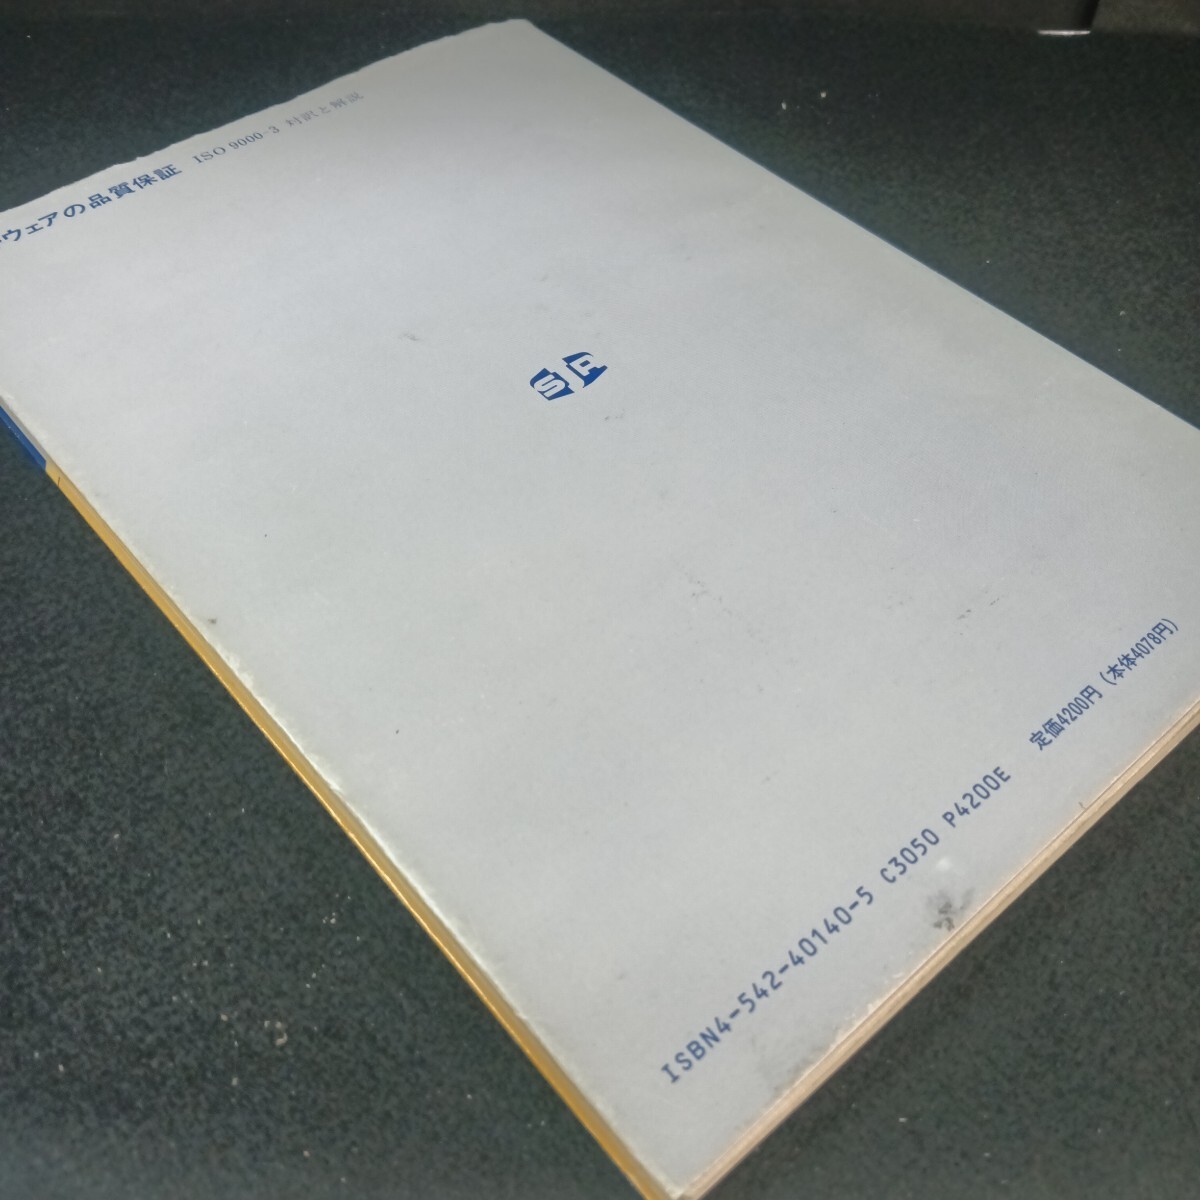 ウェアの品質保証 ISO 9000-3 対訳と解説
JSA
ISBN4-542-40140-5 C3050 P4200E 定価4200円(本体4078円)